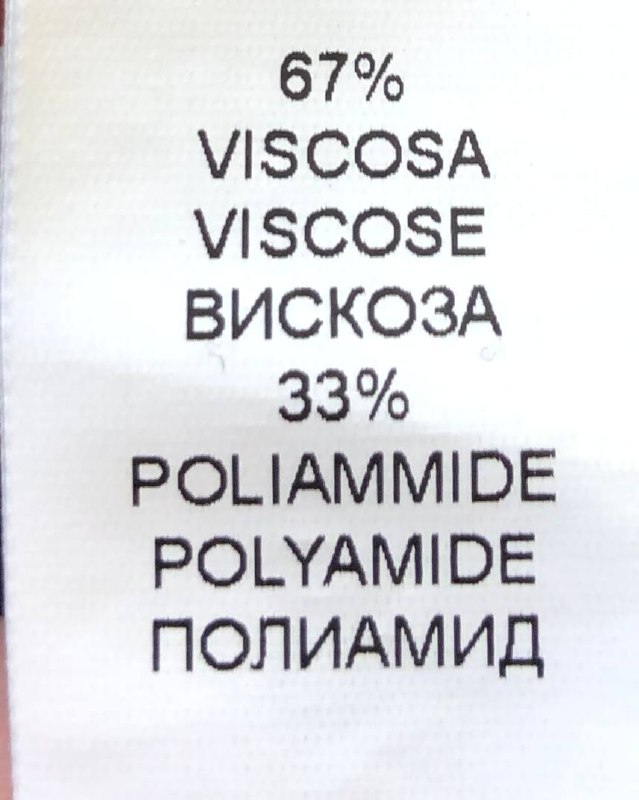 67%
VISCOSA
VISCOSE
ВИСКОЗА
33%
POLIAMMIDE
POLYAMIDE
ПОЛИАМИД